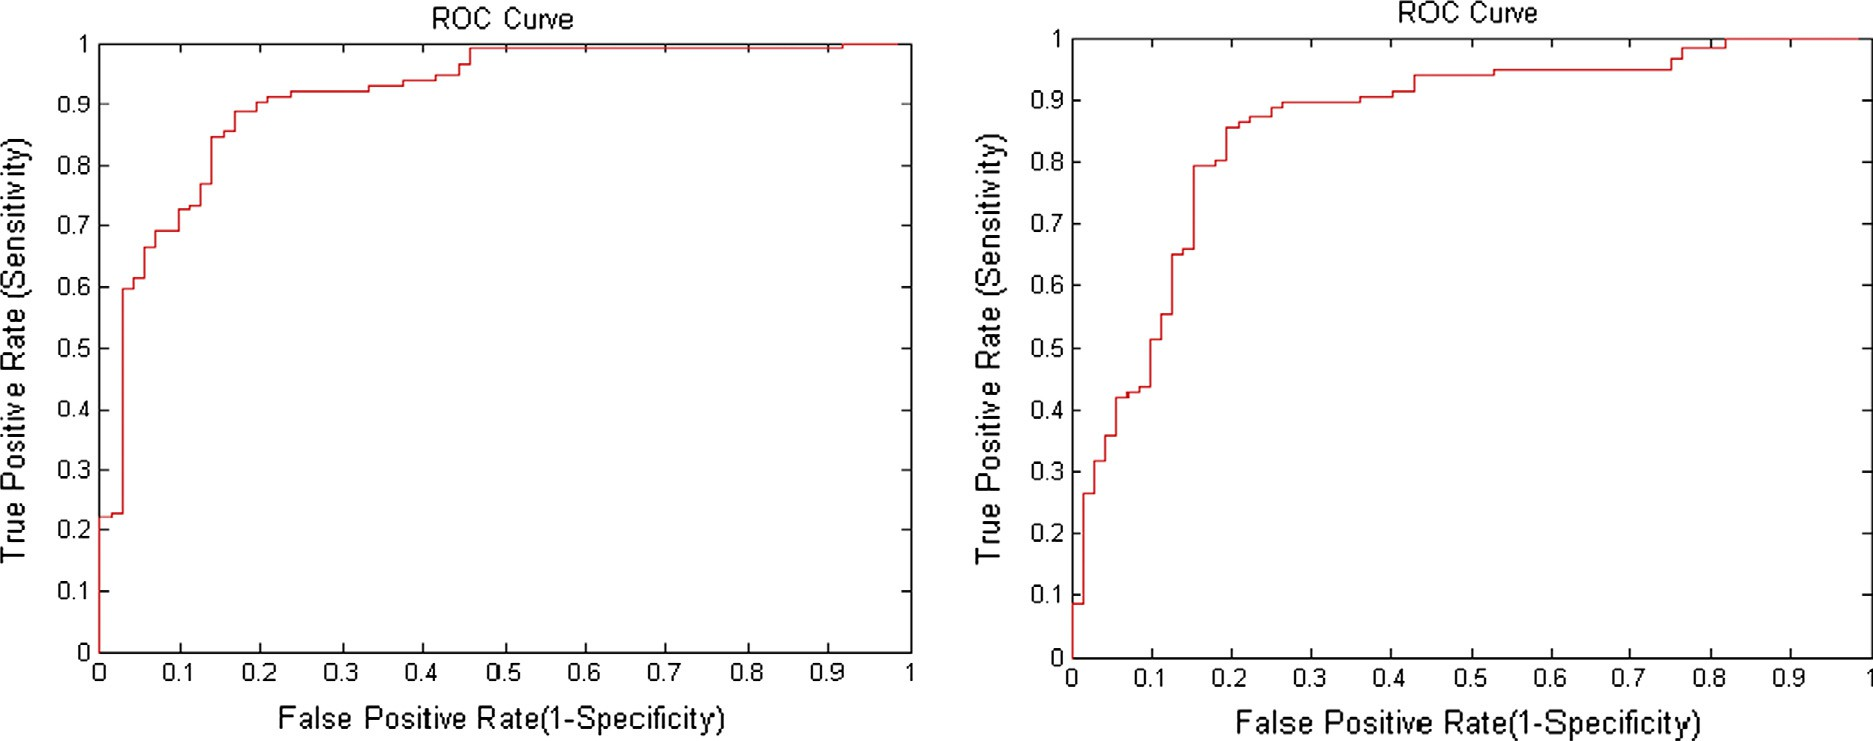 ROC Curve
1
0.9
0.8
0.7
0.6
0.5
0.4
0.3
0.2
0.1
0
0 0.1 0.2 0.3 0.4 0.5 0.6 0.7 0.8 0.9 1
True Positive Rate (Sensitivity)
False Positive Rate(1-Specificity)
ROC Curve
1
0.9
0.8
0.7
0.6
0.5
0.4
0.3
0.2
0.1
0
0 0.1 0.2 0.3 0.4 0.5 0.6 0.7 0.8 0.9 1
True Positive Rate (Sensitivity)
False Positive Rate(1-Specificity)